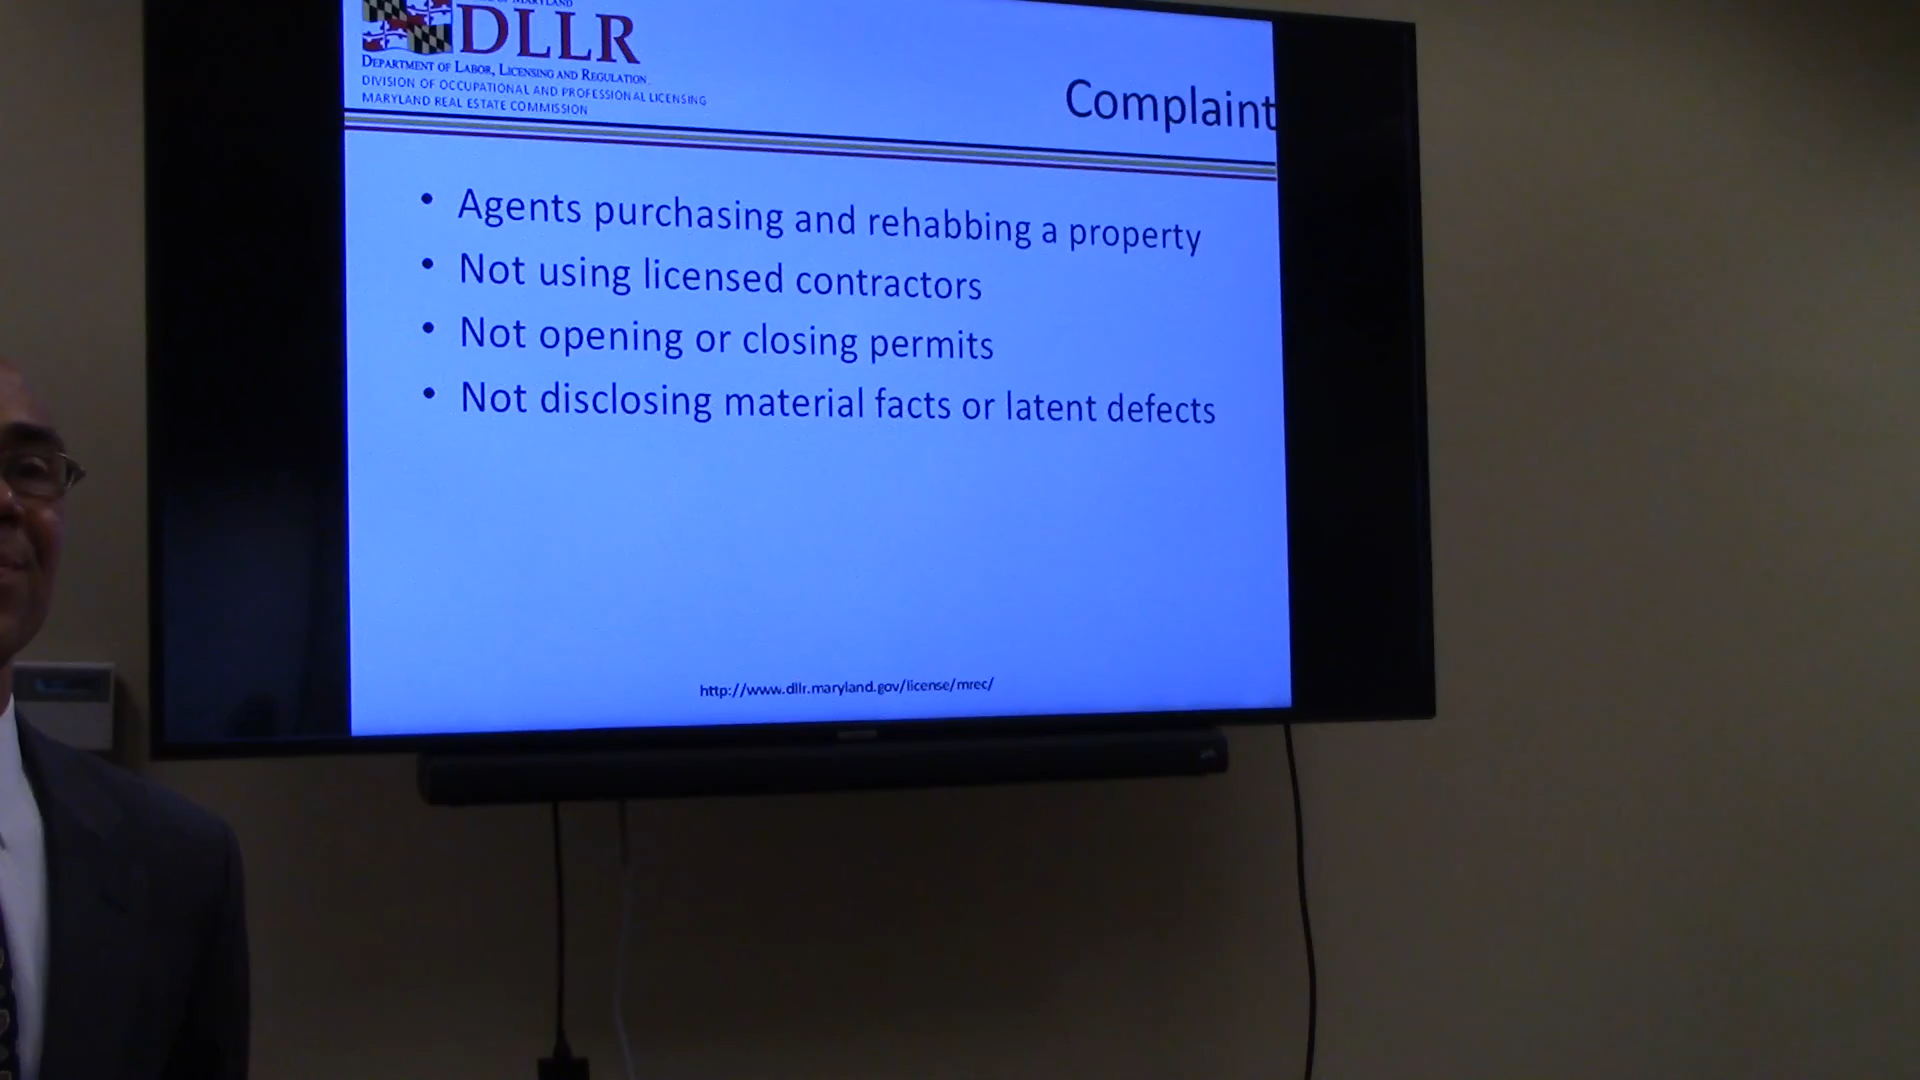 MARYLAND
DLLR
DEPARTMENT OF LABOR, LICENSING AND REGULATION
DIVISION OF OCCUPATIONAL AND PROFESSIONAL LICENSING
MARYLAND REAL ESTATE COMMISSION
Complaint
• Agents purchasing and rehabbing a property
• Not using licensed contractors
• Not opening or closing permits
• Not disclosing material facts or latent defects
http://www.dllr.maryland.gov/license/mrec/